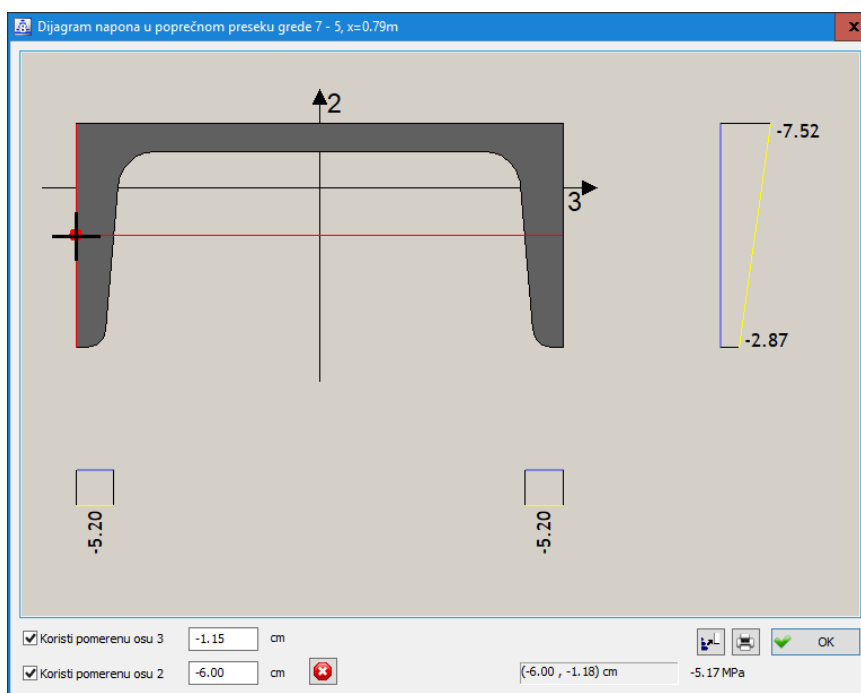 Dijagram napona u poprečnom preseku grede 7 - 5, x=0.79m
x
2
-7.52
3
-2.87
-5.20
-5.20
Koristi pomerenu osu 3 -1.15 cm
OK
Koristi pomerenu osu 2 -6.00 cm
(-6.00 , -1.18) cm -5.17 MPa